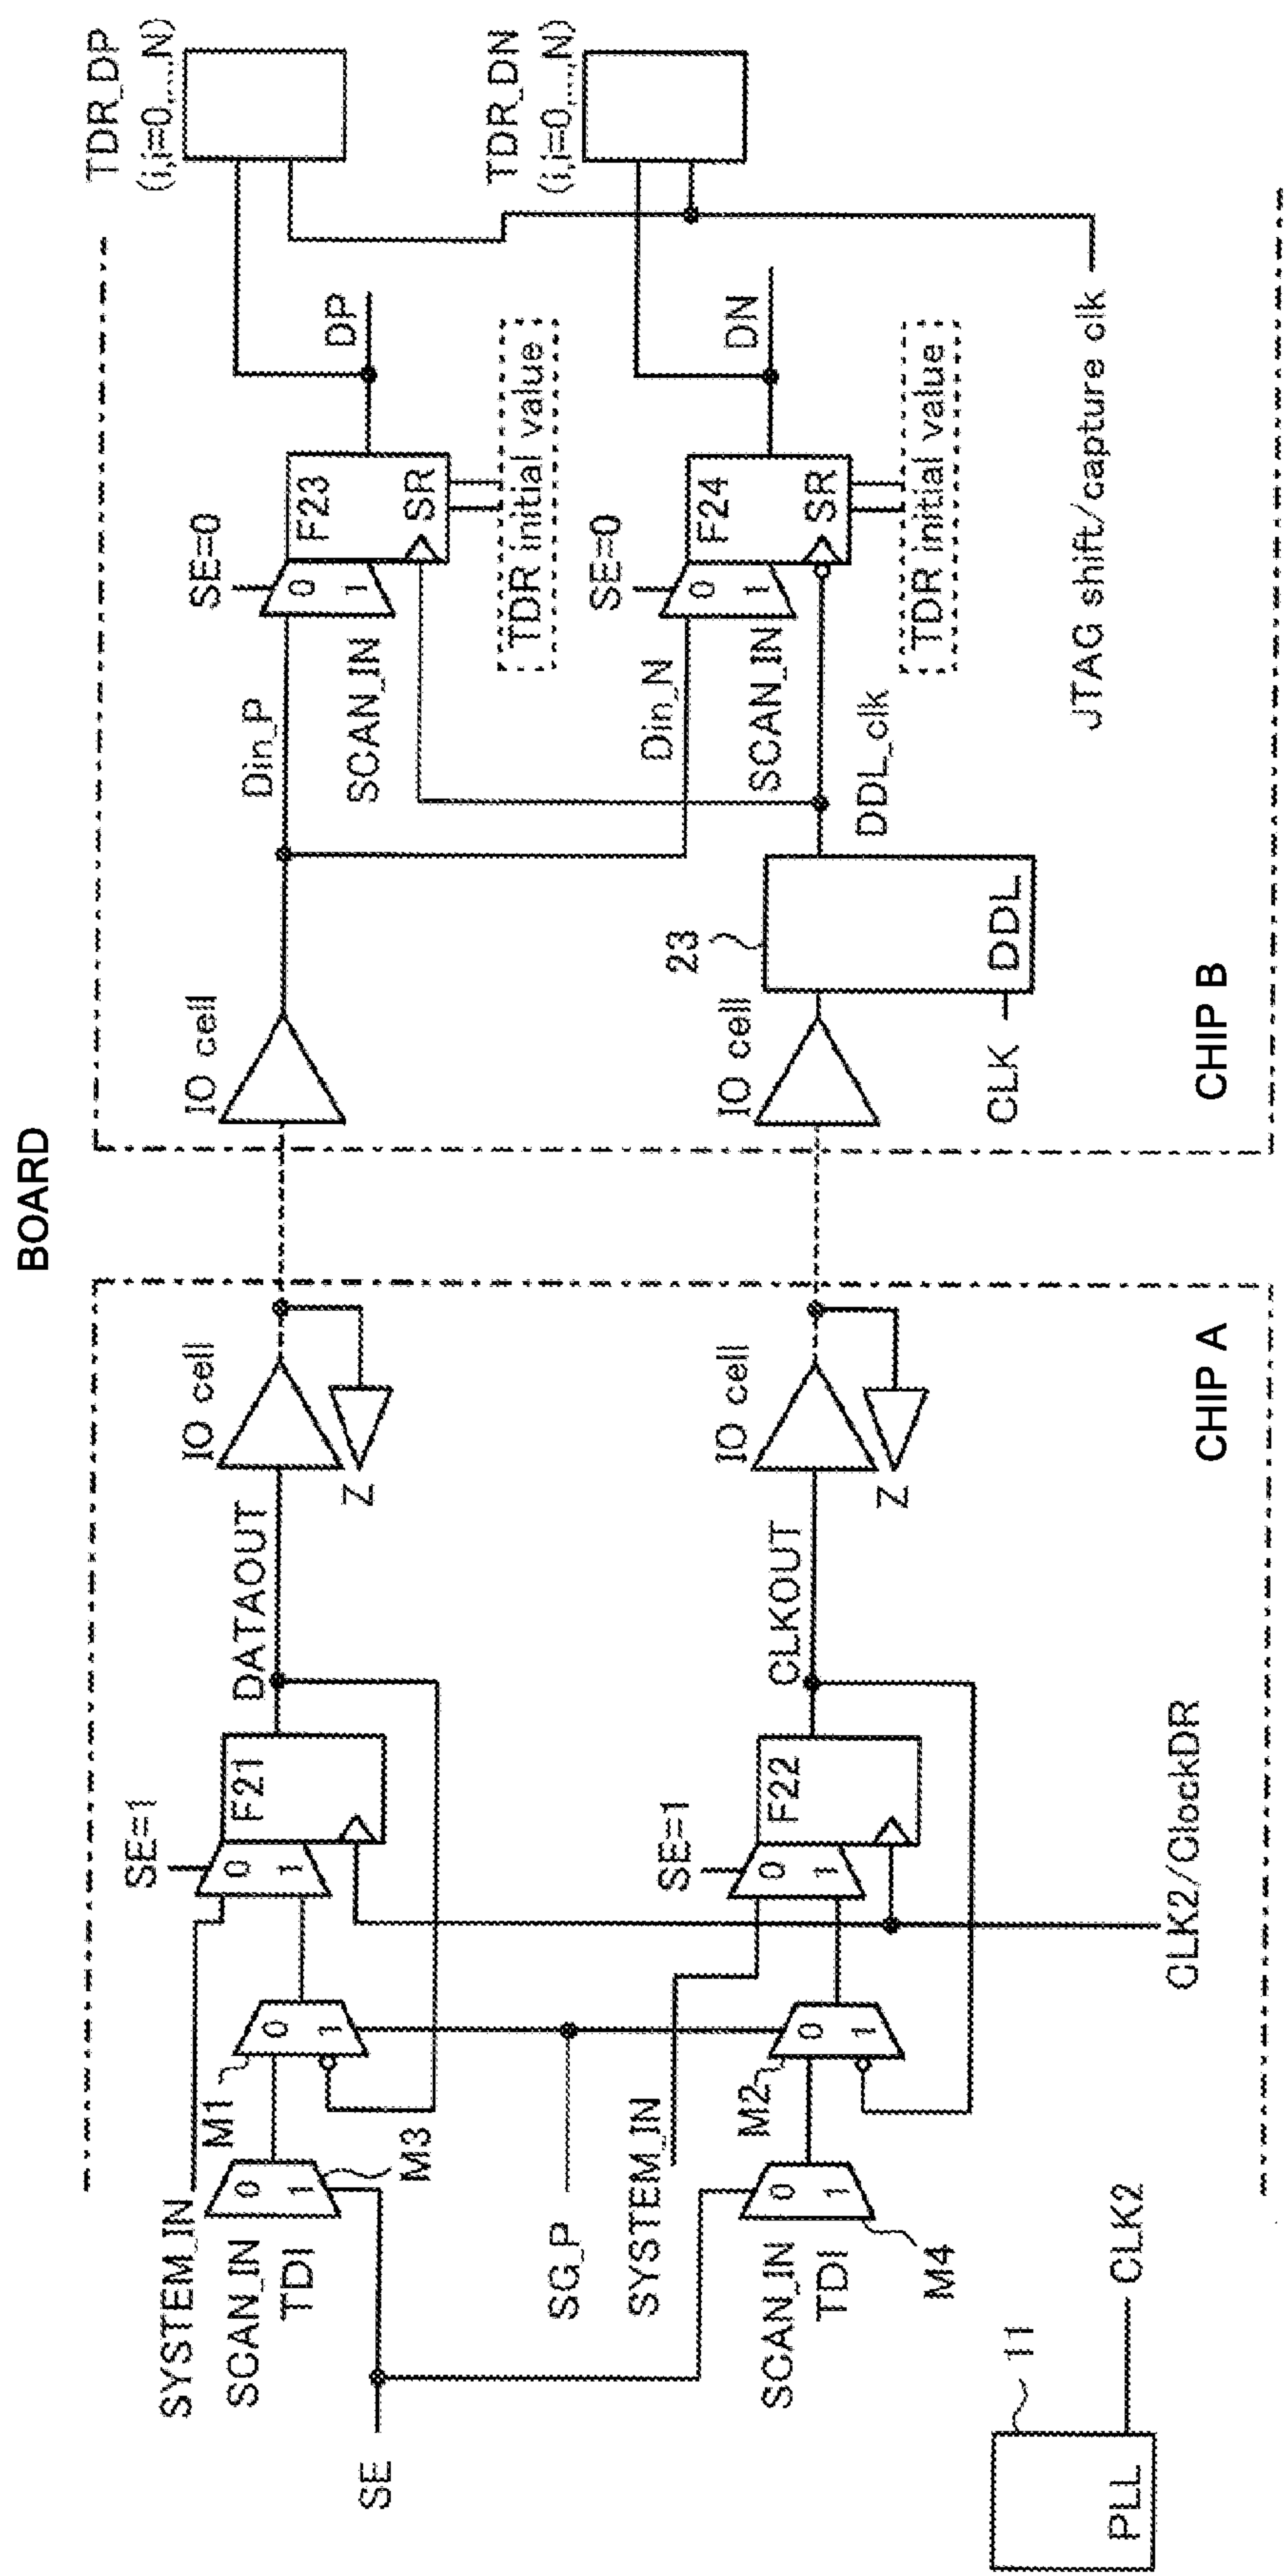 BOARD
SYSTEM_IN
SCAN_IN
TDI
SE
M3
M1
0
1
0
1
SE=1
0
1
F21
DATAOUT
IO cell
Z
SG_P
SYSTEM_IN
SCAN_IN
TDI
M4
M2
0
1
0
1
SE=1
0
1
F22
CLKOUT
IO cell
Z
CLK2/ClockDR
CHIP A
PLL
11
CLK2
IO cell
Din_P
SCAN_IN
SE=0
0
1
F23
SR
DP
TDR initial value
TDR_DP
(i,i=0,...,N)
IO cell
23
DDL
CLK
DDL_clk
Din_N
SCAN_IN
SE=0
0
1
F24
SR
DN
TDR initial value
TDR_DN
(i,i=0,...,N)
JTAG shift/capture clk
CHIP B